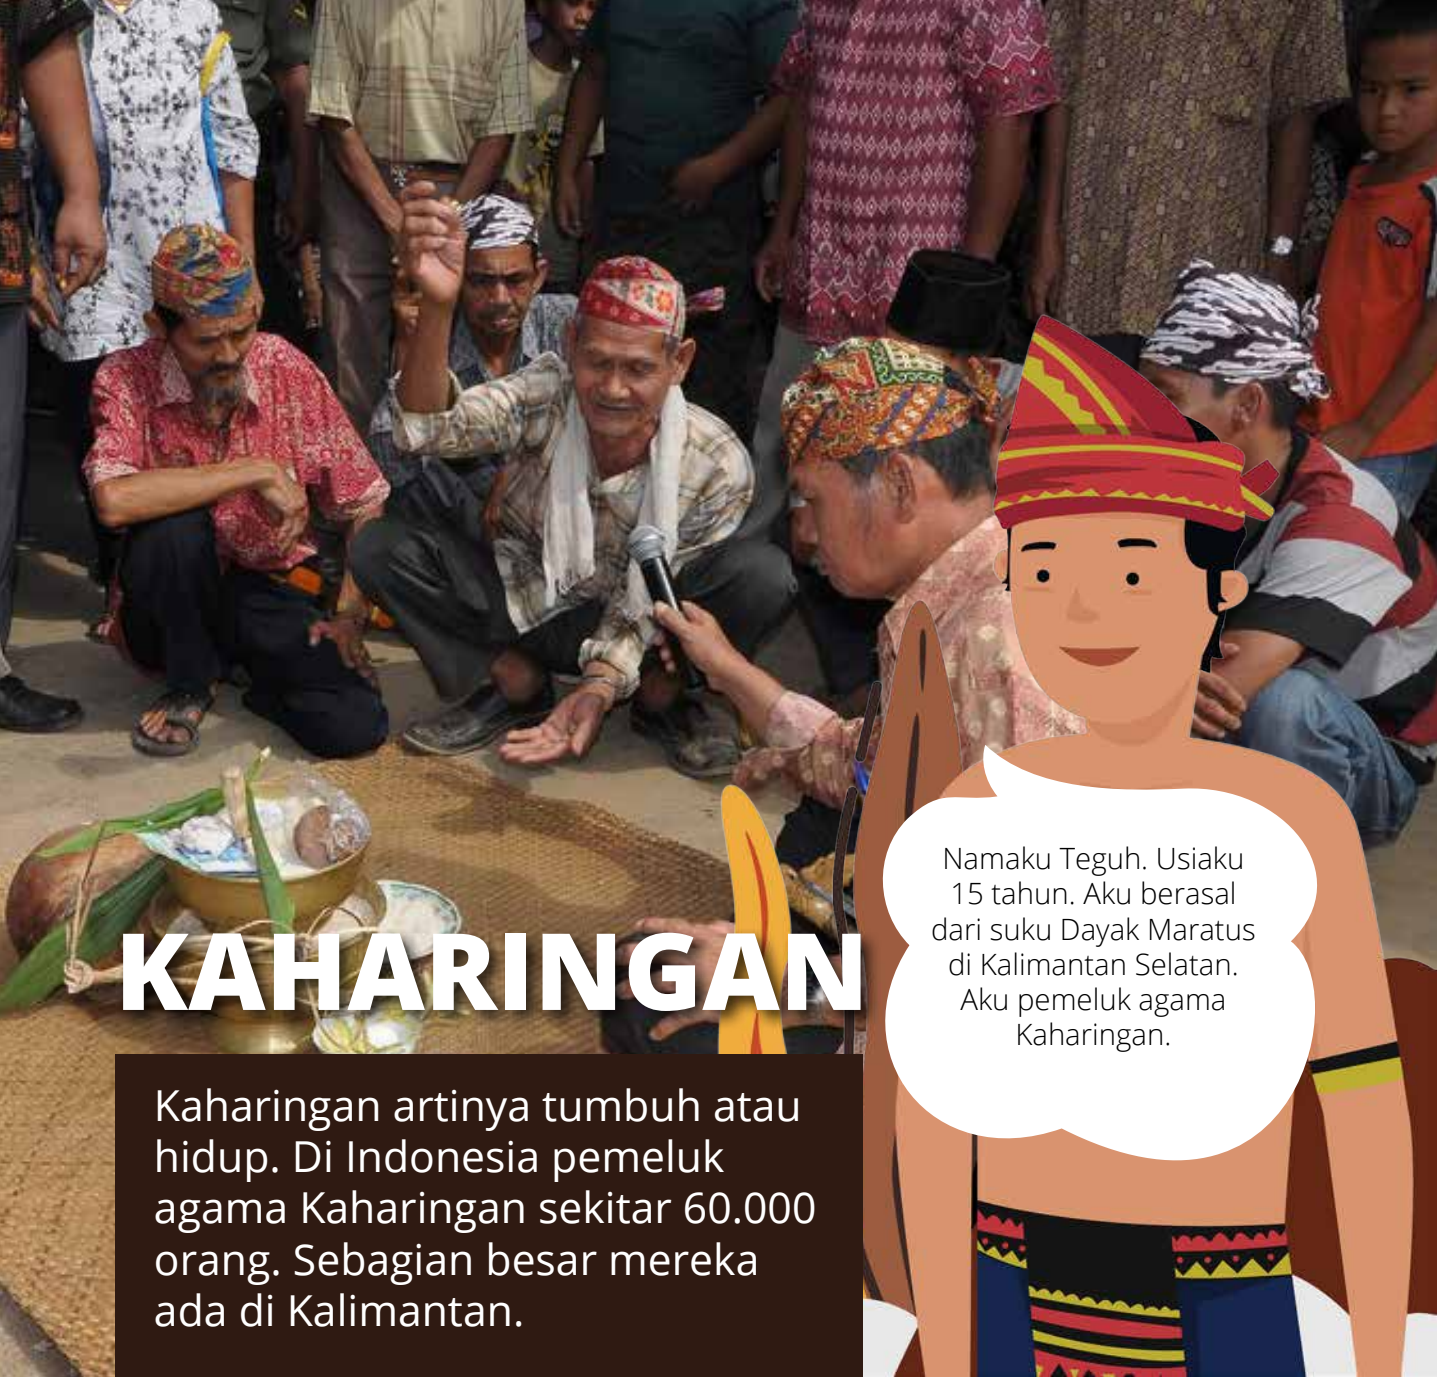 KAHARINGAN
Kaharingan artinya tumbuh atau
hidup. Di Indonesia pemeluk
agama Kaharingan sekitar 60.000
orang. Sebagian besar mereka
ada di Kalimantan.
Namaku Teguh. Usiaku
15 tahun. Aku berasal
dari suku Dayak Maratus
di Kalimantan Selatan.
Aku pemeluk agama
Kaharingan.